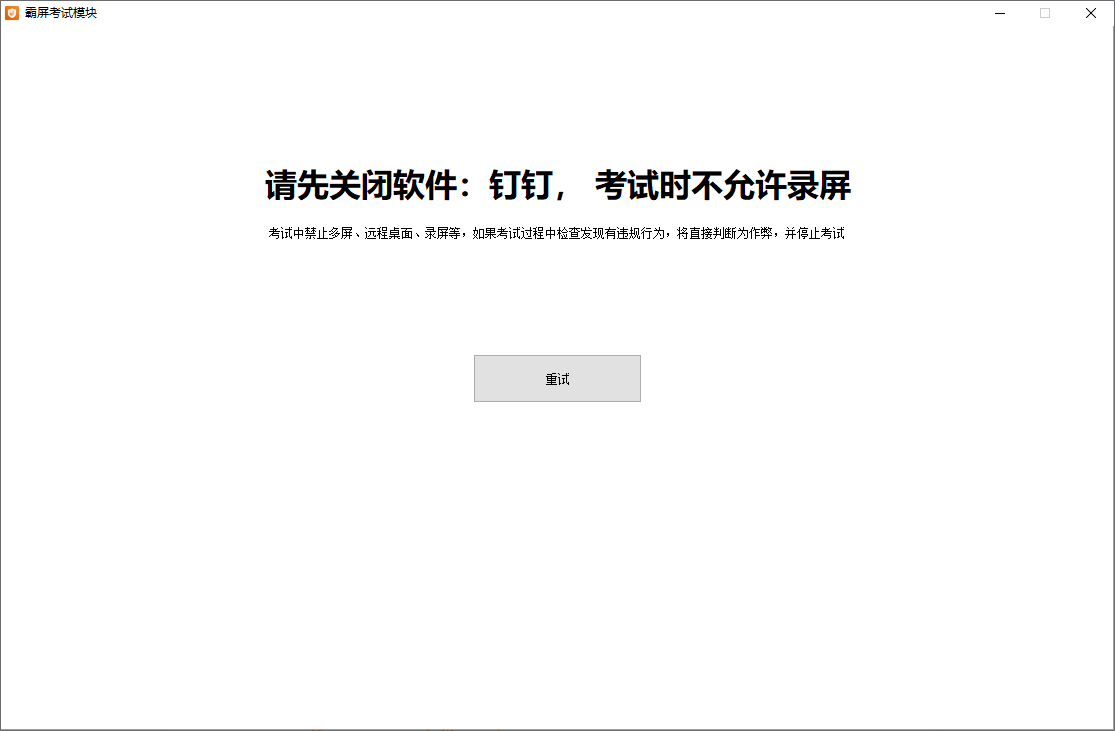 霸屏考试模块
请先关闭软件：钉钉， 考试时不允许录屏
考试中禁止多屏、远程桌面、录屏等，如果考试过程中检查发现有违规行为，将直接判断为作弊，并停止考试
重试